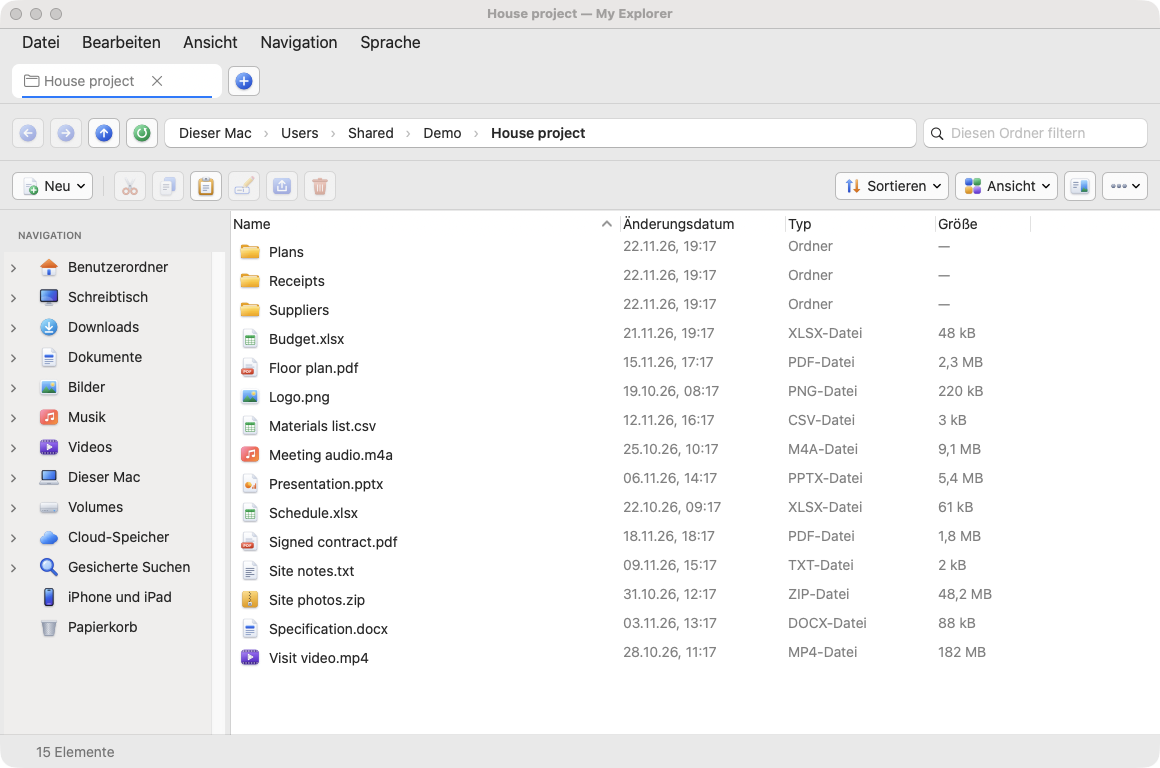 House project — My Explorer
Datei Bearbeiten Ansicht Navigation Sprache
House project
Dieser Mac › Users › Shared › Demo › House project
Diesen Ordner filtern
Neu
Sortieren
Ansicht
NAVIGATION
Benutzerordner
Schreibtisch
Downloads
Dokumente
Bilder
Musik
Videos
Dieser Mac
Volumes
Cloud-Speicher
Gesicherte Suchen
iPhone und iPad
Papierkorb
Name Änderungsdatum Typ Größe
Plans 22.11.26, 19:17 Ordner —
Receipts 22.11.26, 19:17 Ordner —
Suppliers 22.11.26, 19:17 Ordner —
Budget.xlsx 21.11.26, 19:17 XLSX-Datei 48 kB
Floor plan.pdf 15.11.26, 17:17 PDF-Datei 2,3 MB
Logo.png 19.10.26, 08:17 PNG-Datei 220 kB
Materials list.csv 12.11.26, 16:17 CSV-Datei 3 kB
Meeting audio.m4a 25.10.26, 10:17 M4A-Datei 9,1 MB
Presentation.pptx 06.11.26, 14:17 PPTX-Datei 5,4 MB
Schedule.xlsx 22.10.26, 09:17 XLSX-Datei 61 kB
Signed contract.pdf 18.11.26, 18:17 PDF-Datei 1,8 MB
Site notes.txt 09.11.26, 15:17 TXT-Datei 2 kB
Site photos.zip 31.10.26, 12:17 ZIP-Datei 48,2 MB
Specification.docx 03.11.26, 13:17 DOCX-Datei 88 kB
Visit video.mp4 28.10.26, 11:17 MP4-Datei 182 MB
15 Elemente